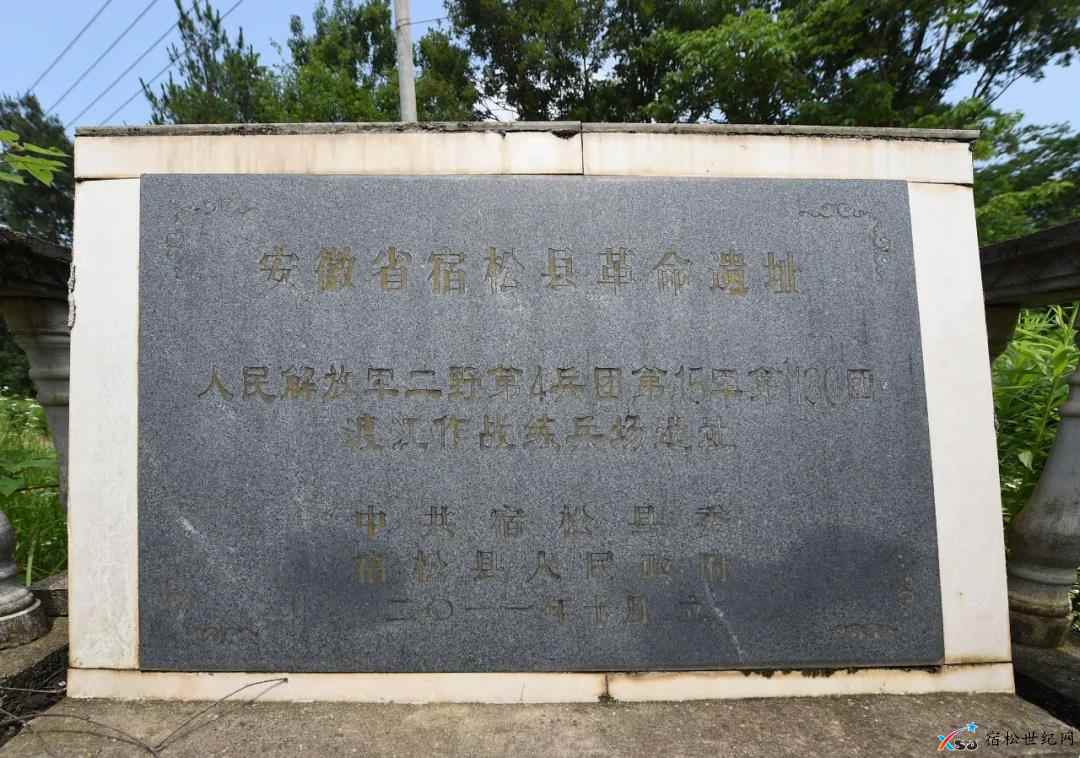 安徽省宿松县革命遗址
人民解放军二野第4兵团第15军第130团
渡江作战练兵场遗址
中共宿松县委
宿松县人民政府
二〇一一年十月 立
宿松世纪网